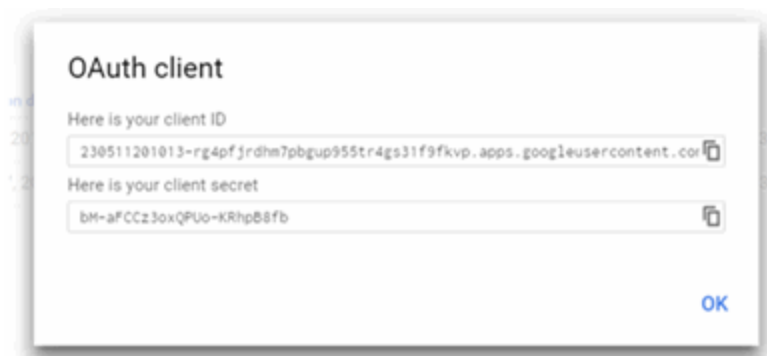 OAuth client
Here is your client ID
230511201013-rg4pfjrdhm7pbgup955tr4gs31f9fkvp.apps.googleusercontent.com
Here is your client secret
bM-aFCCz3oxQPUo-KRhpB8fb
OK